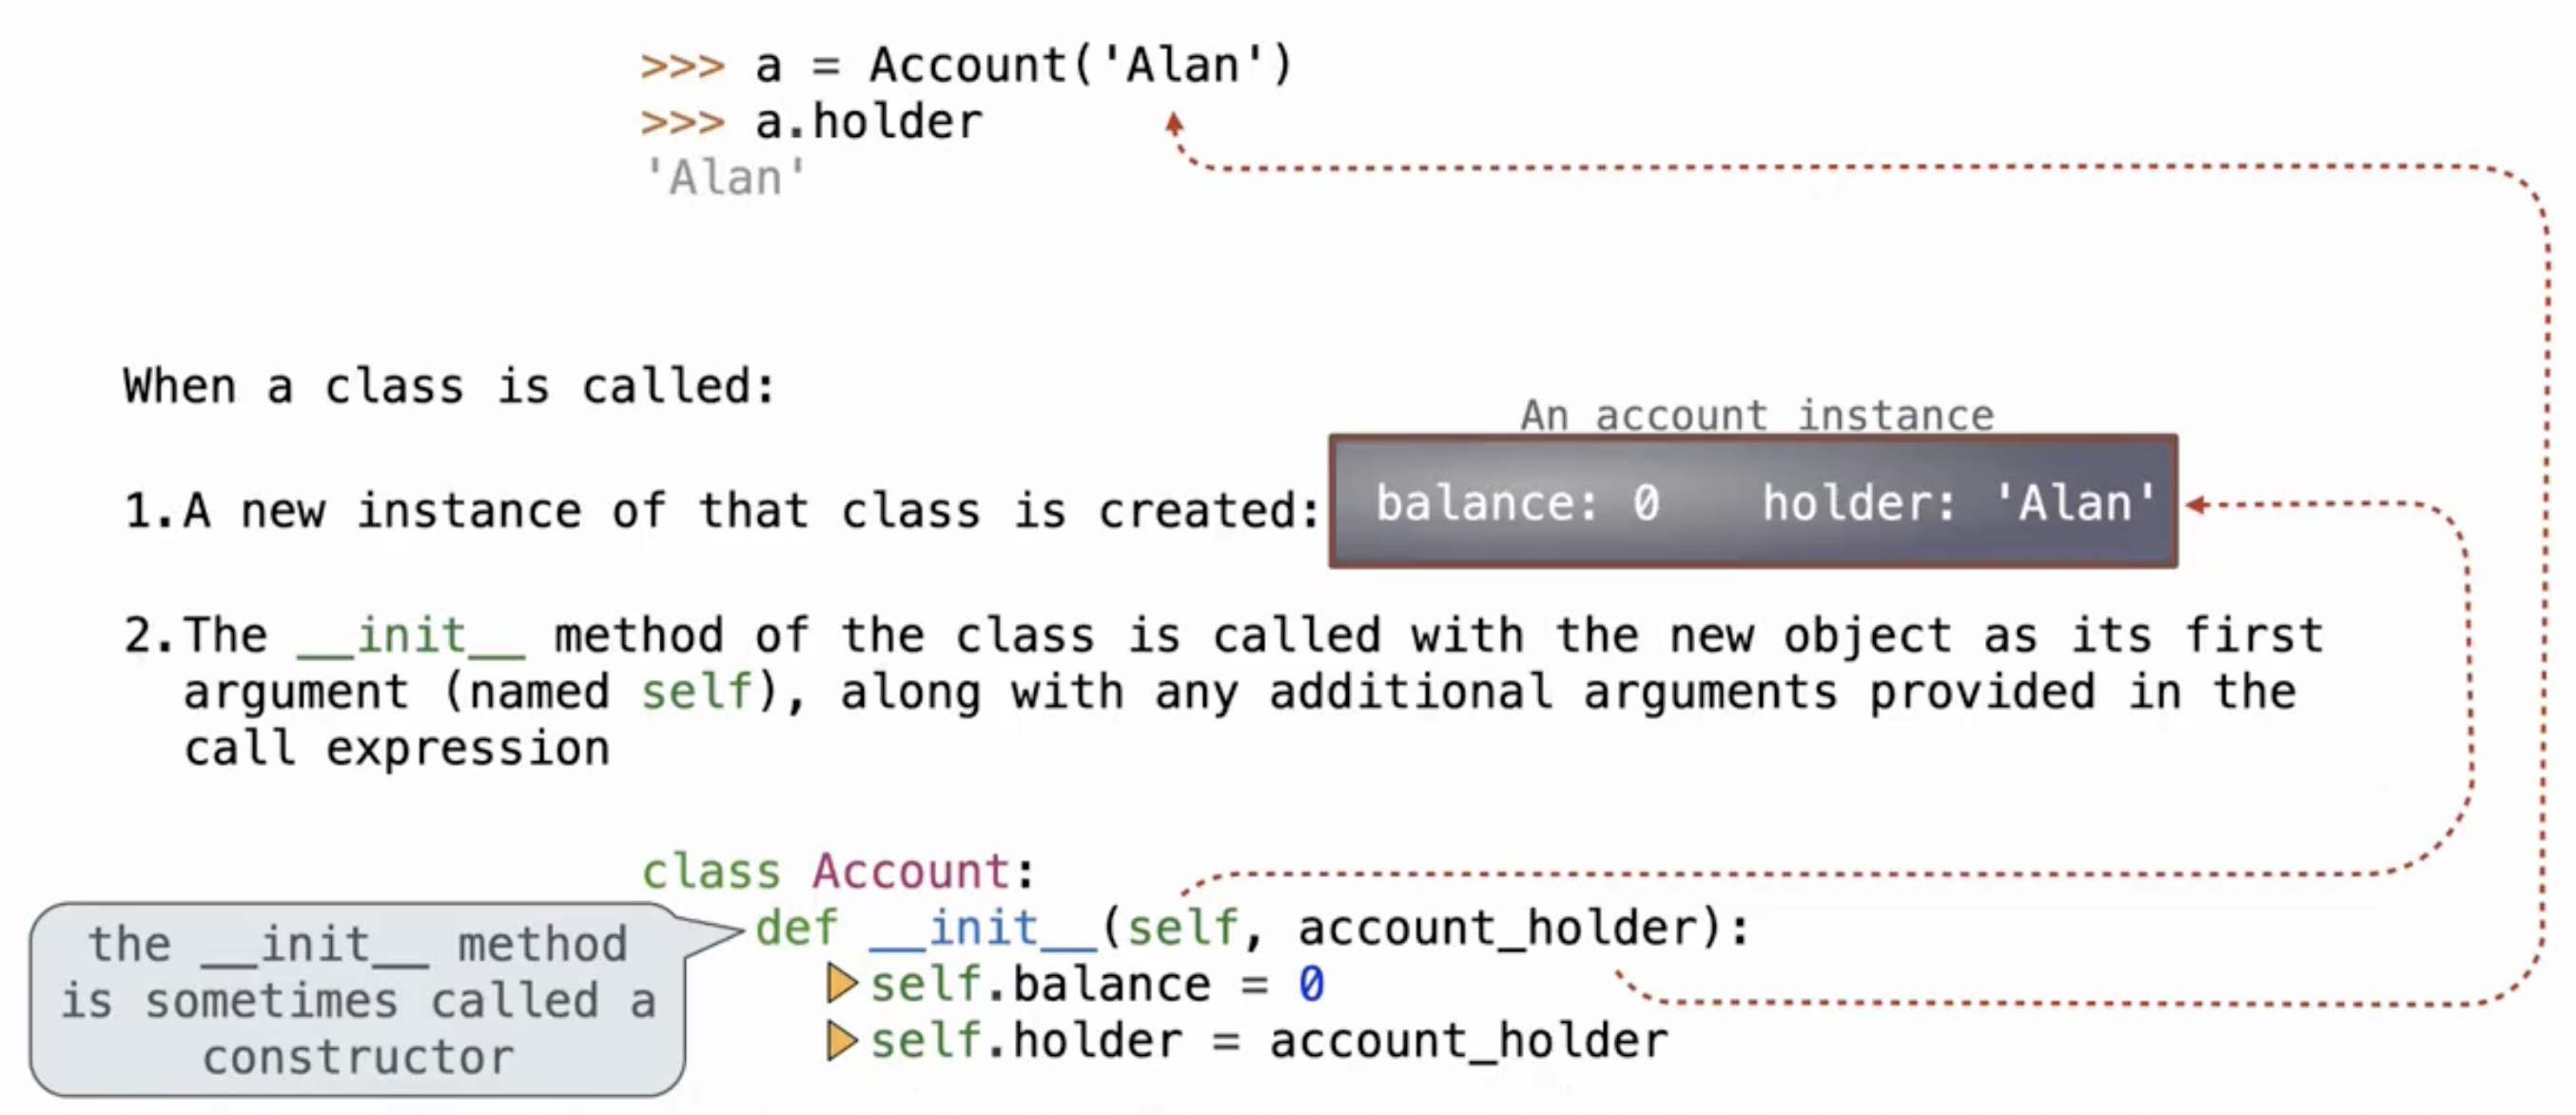 >>> a = Account('Alan')
>>> a.holder
'Alan'
When a class is called:
An account instance
1.A new instance of that class is created:
balance: 0 holder: 'Alan'
2.The __init__ method of the class is called with the new object as its first
argument (named self), along with any additional arguments provided in the
call expression
class Account:
def __init__(self, account_holder):
self.balance = 0
self.holder = account_holder
the __init__ method
is sometimes called a
constructor